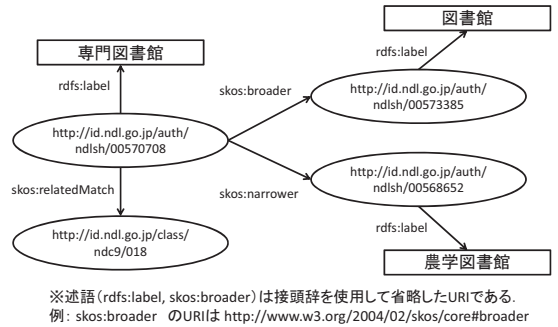 図書館
専門図書館
rdfs:label
rdfs:label
skos:broader
http://id.ndl.go.jp/auth/
ndlsh/00573385
http://id.ndl.go.jp/auth/
ndlsh/00570708
http://id.ndl.go.jp/auth/
ndlsh/00568652
skos:relatedMatch
skos:narrower
rdfs:label
http://id.ndl.go.jp/class/
ndc9/018
農学図書館
※述語(rdfs:label, skos:broader)は接頭辞を使用して省略したURIである.
例: skos:broader のURIは http://www.w3.org/2004/02/skos/core#broader